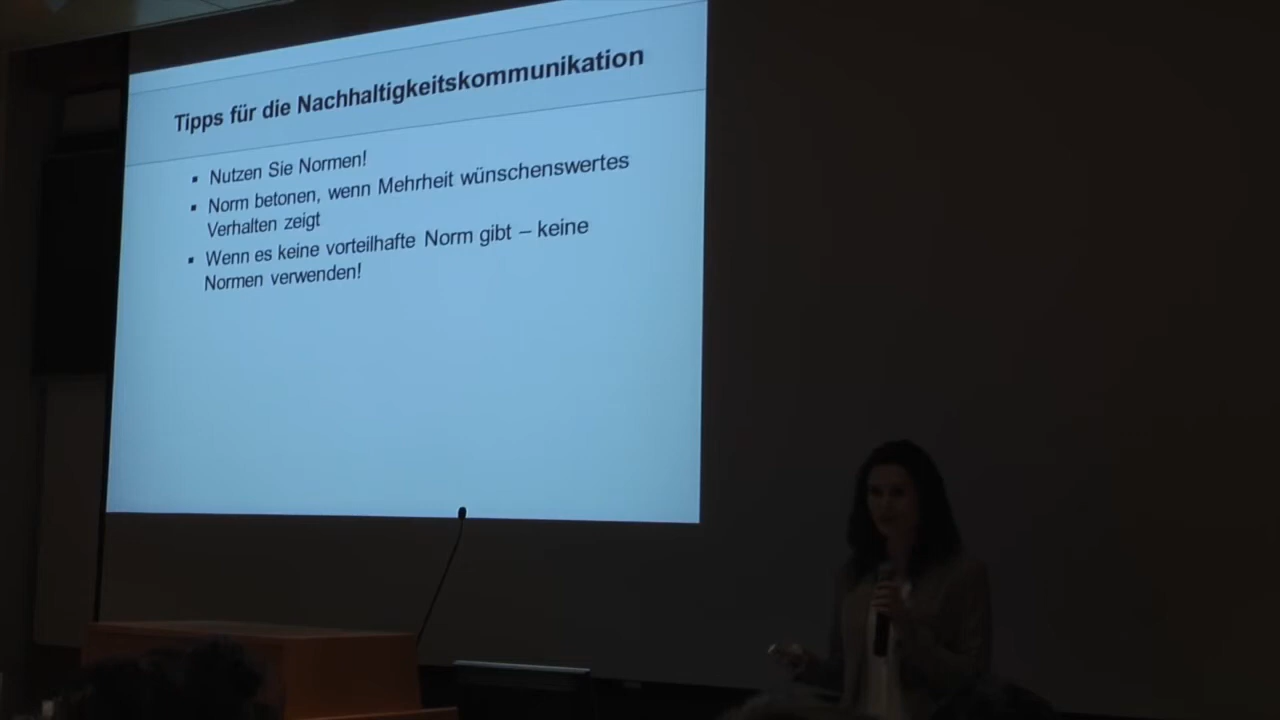 Tipps für die Nachhaltigkeitskommunikation
▪ Nutzen Sie Normen!
▪ Norm betonen, wenn Mehrheit wünschenswertes
Verhalten zeigt
▪ Wenn es keine vorteilhafte Norm gibt – keine
Normen verwenden!